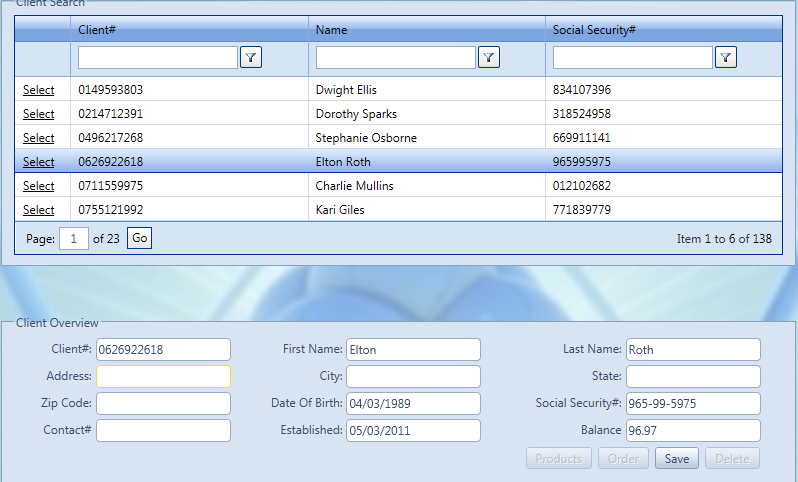 Client Search
Client# Name Social Security#
Select 0149593803 Dwight Ellis 834107396
Select 0214712391 Dorothy Sparks 318524958
Select 0496217268 Stephanie Osborne 669911141
Select 0626922618 Elton Roth 965995975
Select 0711559975 Charlie Mullins 012102682
Select 0755121992 Kari Giles 771839779
Page: 1 of 23 Go Item 1 to 6 of 138
Client Overview
Client#: 0626922618 First Name: Elton Last Name: Roth
Address: City: State:
Zip Code: Date Of Birth: 04/03/1989 Social Security#: 965-99-5975
Contact# Established: 05/03/2011 Balance 96.97
Products Order Save Delete